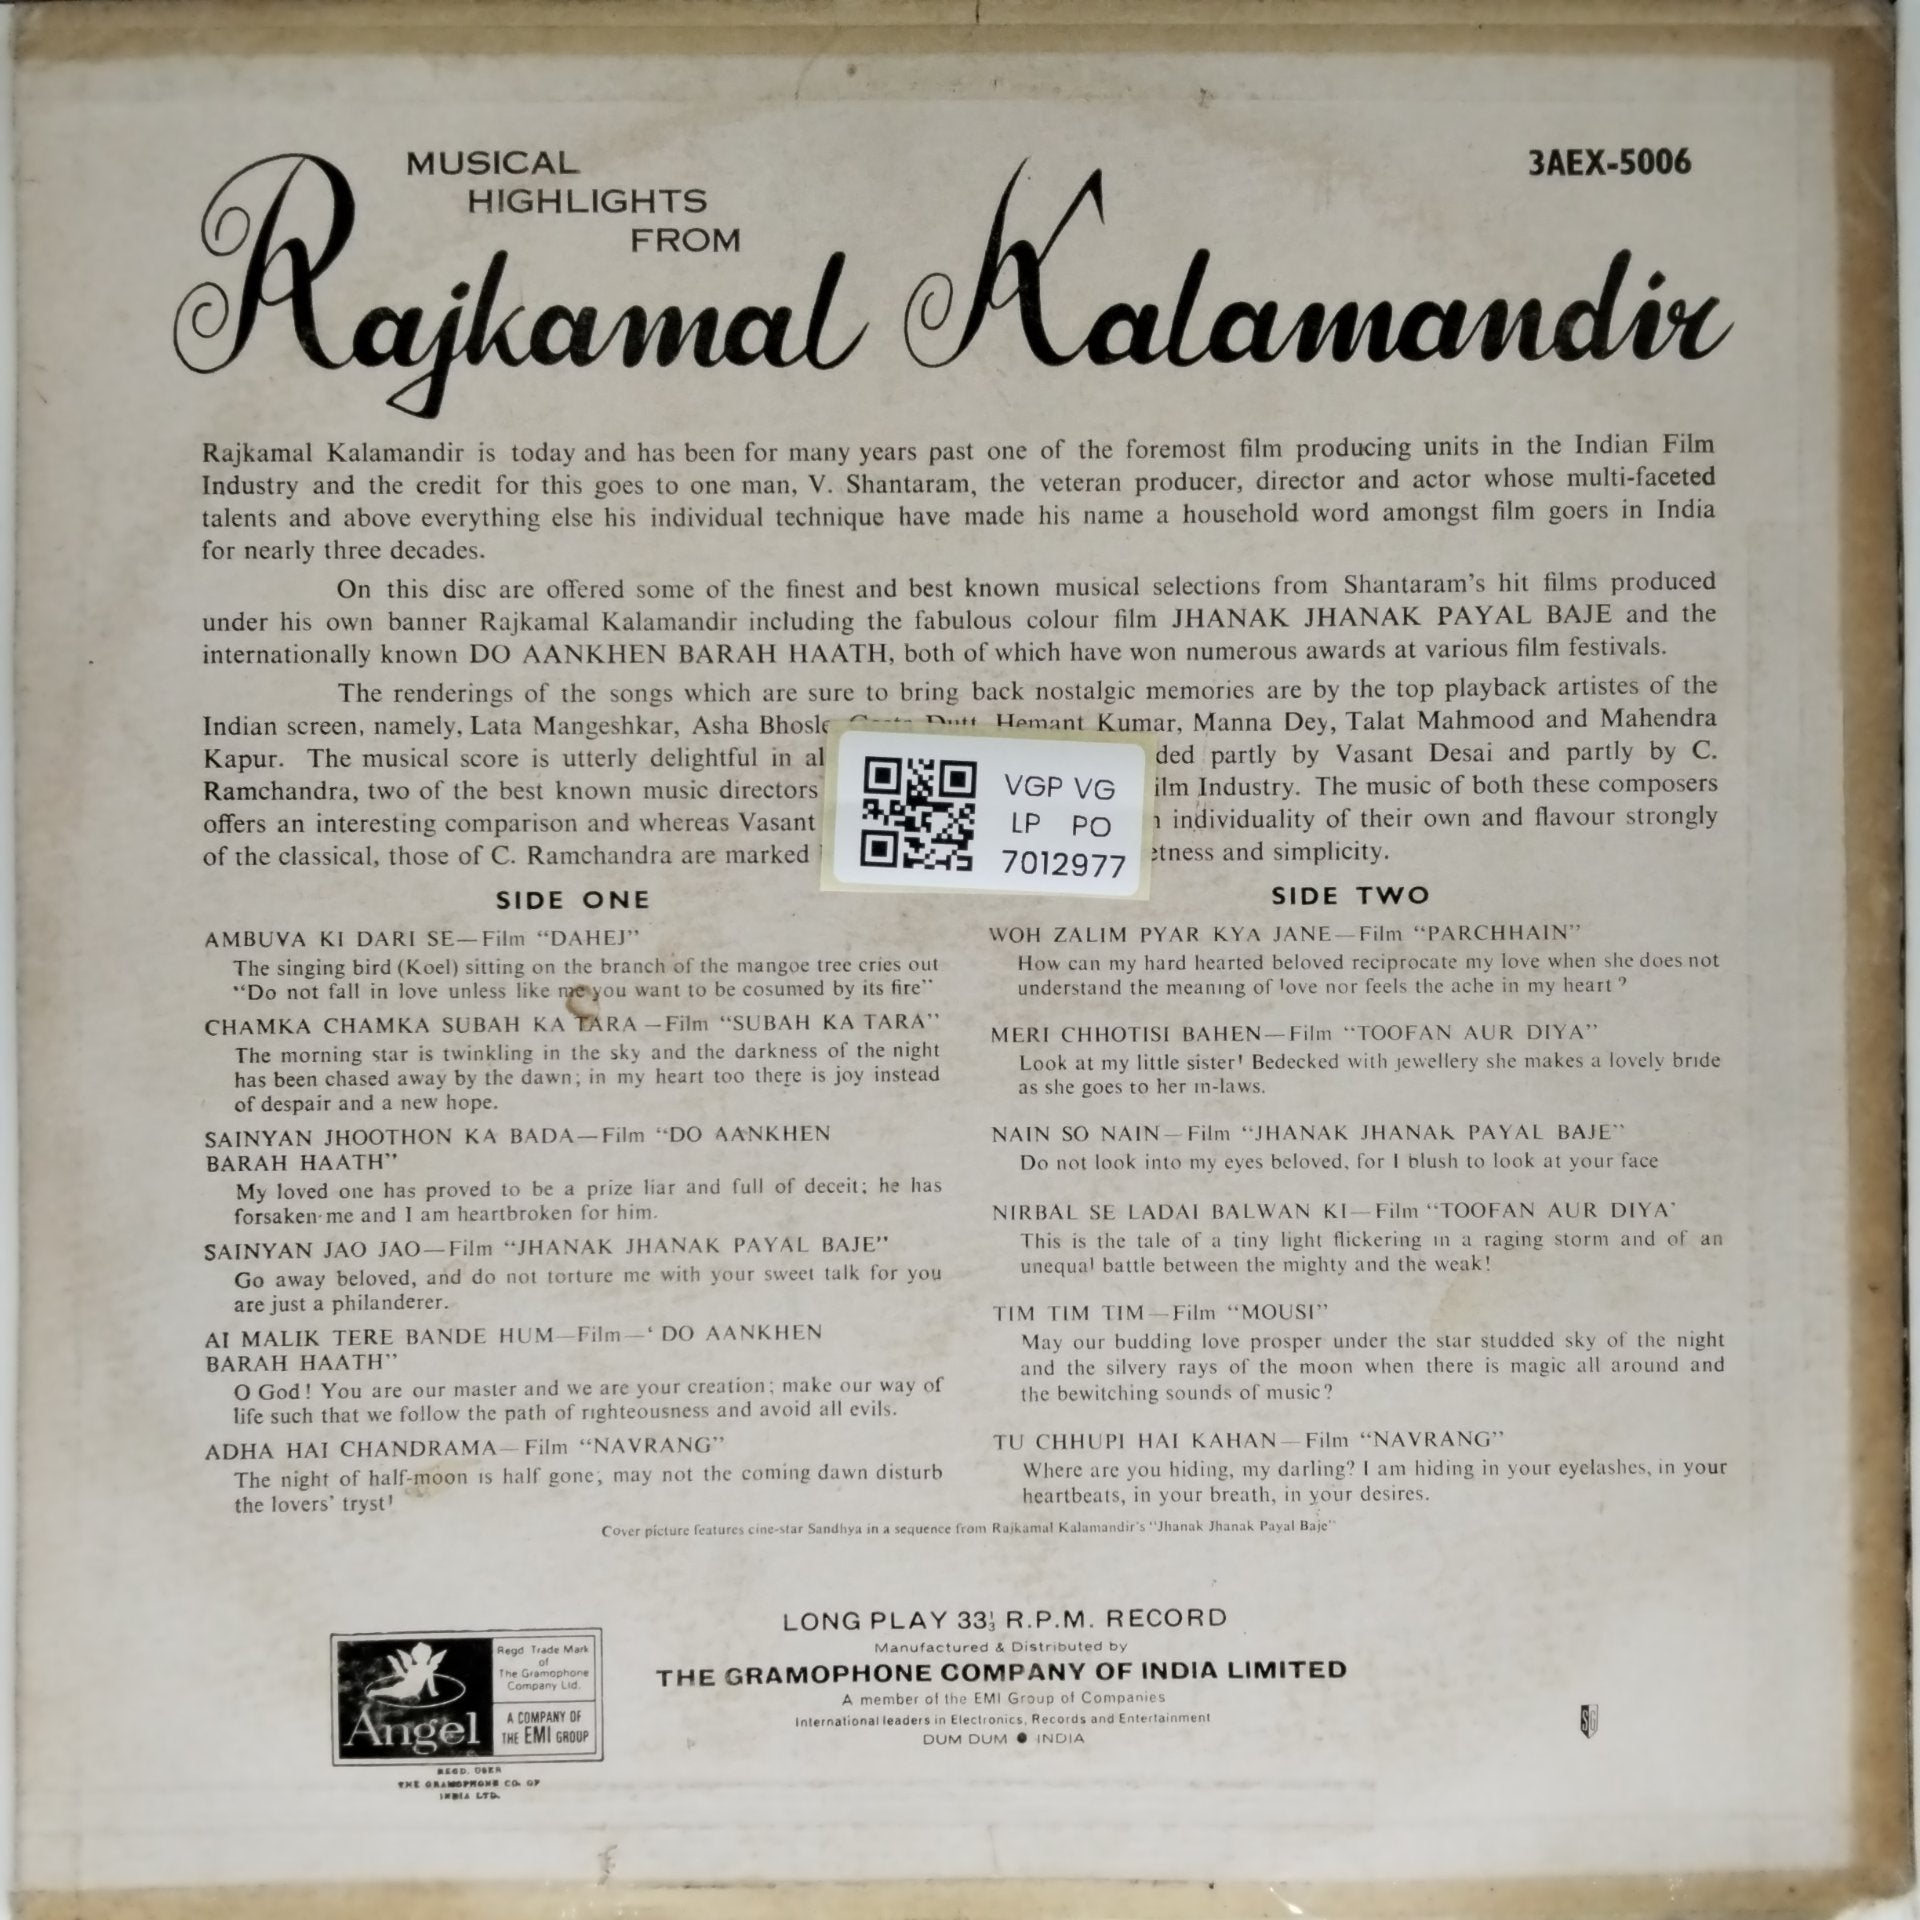 MUSICAL
HIGHLIGHTS
FROM
3AEX-5006
Rajkamal Kalamandir
Rajkamal Kalamandir is today and has been for many years past one of the foremost film producing units in the Indian Film
Industry and the credit for this goes to one man, V. Shantaram, the veteran producer, director and actor whose multi-faceted
talents and above everything else his individual technique have made his name a household word amongst film goers in India
for nearly three decades.
On this disc are offered some of the finest and best known musical selections from Shantaram's hit films produced
under his own banner Rajkamal Kalamandir including the fabulous colour film JHANAK JHANAK PAYAL BAJE and the
internationally known DO AANKHEN BARAH HAATH, both of which have won numerous awards at various film festivals.
The renderings of the songs which are sure to bring back nostalgic memories are by the top playback artistes of the
Indian screen, namely, Lata Mangeshkar, Asha Bhosle Dutt, Hemant Kumar, Manna Dey, Talat Mahmood and Mahendra
Kapur. The musical score is utterly delightful in partly by Vasant Desai and partly by C.
Ramchandra, two of the best known music directors Industry. The music of both these composers
offers an interesting comparison and whereas Vasant individuality of their own and flavour strongly
of the classical, those of C. Ramchandra are marked and simplicity.
VGP VG
LP PO
7012977
SIDE ONE
AMBUVA KI DARI SE—Film "DAHEJ"
The singing bird (Koel) sitting on the branch of the mangoe tree cries out
"Do not fall in love unless like me you want to be cosumed by its fire"
CHAMKA CHAMKA SUBAH KA TARA—Film "SUBAH KA TARA"
The morning star is twinkling in the sky and the darkness of the night
has been chased away by the dawn; in my heart too there is joy instead
of despair and a new hope.
SAINYAN JHOOTHON KA BADA—Film "DO AANKHEN
BARAH HAATH"
My loved one has proved to be a prize liar and full of deceit; he has
forsaken me and I am heartbroken for him.
SAINYAN JAO JAO—Film "JHANAK JHANAK PAYAL BAJE"
Go away beloved, and do not torture me with your sweet talk for you
are just a philanderer.
AI MALIK TERE BANDE HUM—Film—'DO AANKHEN
BARAH HAATH"
O God! You are our master and we are your creation; make our way of
life such that we follow the path of righteousness and avoid all evils.
ADHA HAI CHANDRAMA—Film "NAVRANG"
The night of half-moon is half gone; may not the coming dawn disturb
the lovers' tryst!
SIDE TWO
WOH ZALIM PYAR KYA JANE—Film "PARCHHAIN"
How can my hard hearted beloved reciprocate my love when she does not
understand the meaning of love nor feels the ache in my heart?
MERI CHHOTISI BAHEN—Film "TOOFAN AUR DIYA"
Look at my little sister! Bedecked with jewellery she makes a lovely bride
as she goes to her in-laws.
NAIN SO NAIN—Film "JHANAK JHANAK PAYAL BAJE"
Do not look into my eyes beloved, for I blush to look at your face
NIRBAL SE LADAI BALWAN KI—Film "TOOFAN AUR DIYA'
This is the tale of a tiny light flickering in a raging storm and of an
unequal battle between the mighty and the weak!
TIM TIM TIM—Film "MOUSI"
May our budding love prosper under the star studded sky of the night
and the silvery rays of the moon when there is magic all around and
the bewitching sounds of music?
TU CHHUPI HAI KAHAN—Film "NAVRANG"
Where are you hiding, my darling? I am hiding in your eyelashes, in your
heartbeats, in your breath, in your desires.
Cover picture features cine-star Sandhya in a sequence from Rajkamal Kalamandir's "Jhanak Jhanak Payal Baje"
LONG PLAY 33⅓ R.P.M. RECORD
Manufactured & Distributed by
THE GRAMOPHONE COMPANY OF INDIA LIMITED
A member of the EMI Group of Companies
International leaders in Electronics, Records and Entertainment
DUM DUM ● INDIA
Angel
Regd Trade Mark
of
The Gramophone
Company Ltd.
A COMPANY OF
THE EMI GROUP
REGD. USER
THE GRAMOPHONE CO. OF
INDIA LTD.
SG